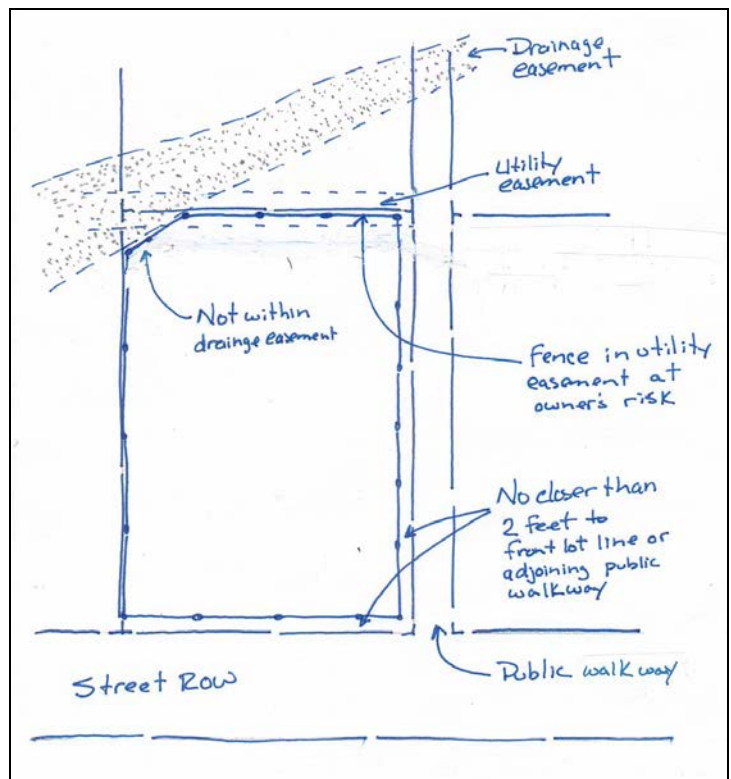 Drainage
easement
Utility
easement
Not within
drainge easement
Fence in utility
easement at
owner's risk
No closer than
2 feet to
front lot line or
adjoining public
walkway
Public walkway
Street ROW